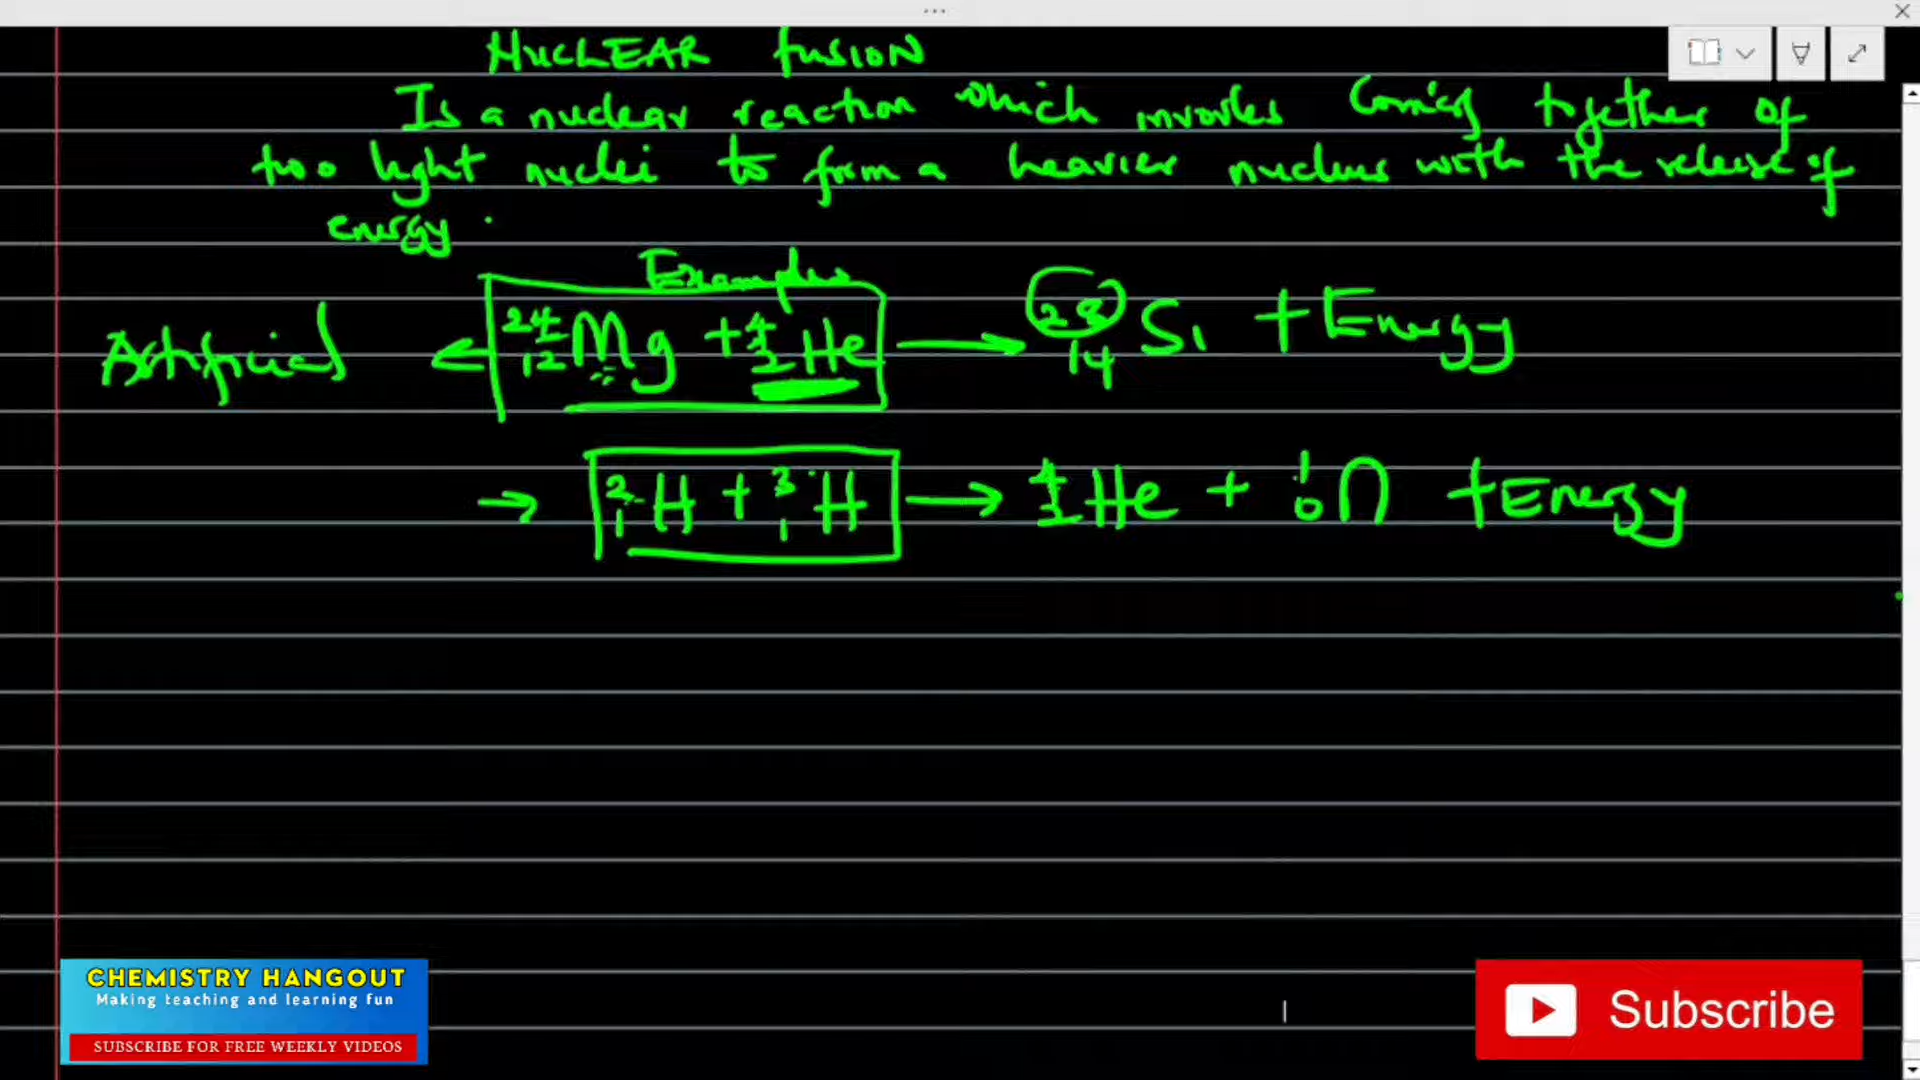 NUCLEAR fusION
Is a nuclear reaction which involves Coming together of
two light nuclei to form a heavier nucleus with the release of
energy.
Examples
Artificial ← ²⁴₁₂Mg + ⁴₂He → ²⁸₁₄Si + Energy
→ ²₁H + ³₁H → ⁴₂He + ¹₀n + Energy
CHEMISTRY HANGOUT
Making teaching and learning fun
SUBSCRIBE FOR FREE WEEKLY VIDEOS
Subscribe